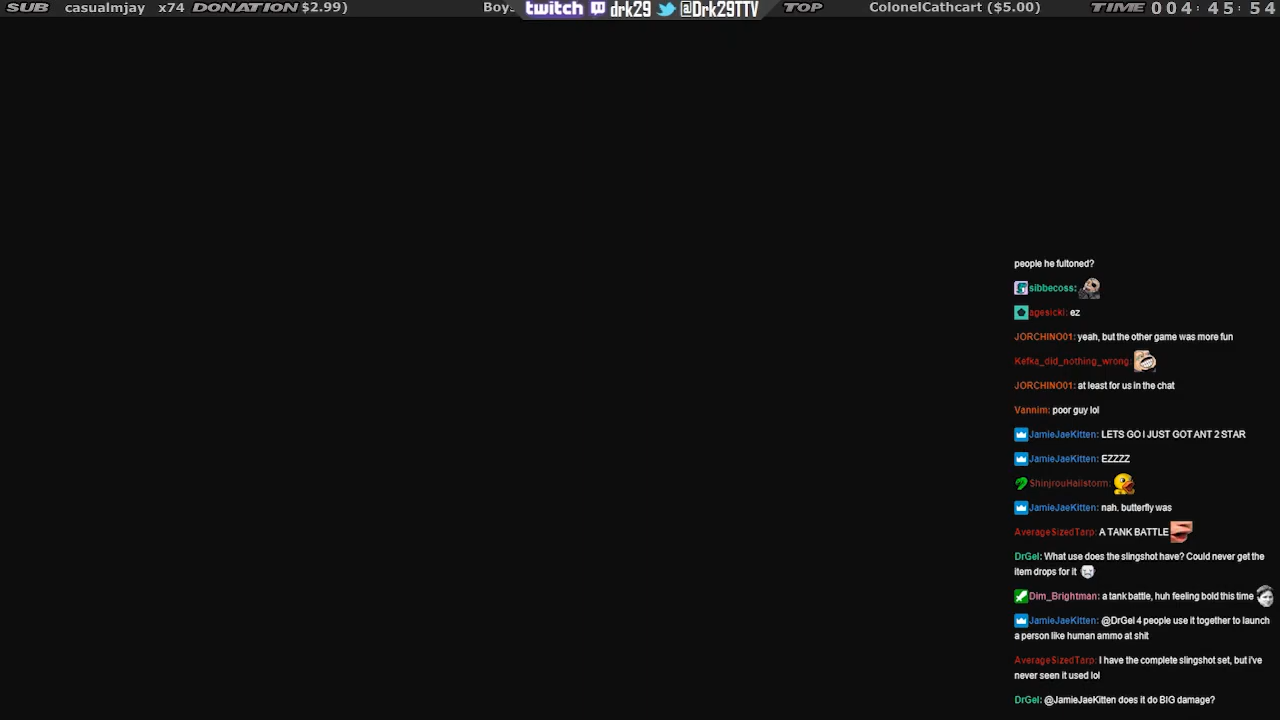 SUB casualmjay x74 DONATION $2.99) Boy. twitch drk29 @Drk29TTV TOP ColonelCathcart ($5.00) TIME 004:45:54
people he fultoned?
sibbecoss:
agesicki: ez
JORCHINO01: yeah, but the other game was more fun
Kefka_did_nothing_wrong:
JORCHINO01: at least for us in the chat
Vannim: poor guy lol
JamieJaeKitten: LETS GO I JUST GOT ANT 2 STAR
JamieJaeKitten: EZZZZ
ShinjrouHailstorm:
JamieJaeKitten: nah. butterfly was
AverageSizedTarp: A TANK BATTLE
DrGel: What use does the slingshot have? Could never get the
item drops for it
Dim_Brightman: a tank battle, huh feeling bold this time
JamieJaeKitten: @DrGel 4 people use it together to launch
a person like human ammo at shit
AverageSizedTarp: I have the complete slingshot set, but i've
never seen it used lol
DrGel: @JamieJaeKitten does it do BIG damage?